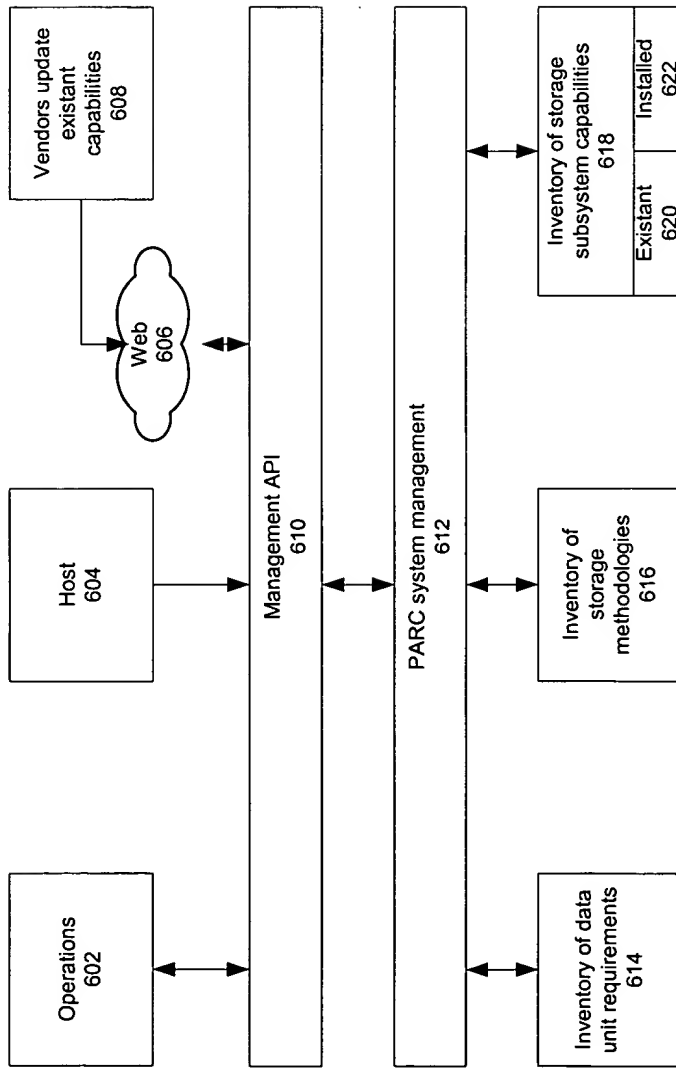 Operations
602
Host
604
Web
606
Vendors update
existant
capabilities
608
Management API
610
PARC system management
612
Inventory of data
unit requirements
614
Inventory of
storage
methodologies
616
Inventory of storage
subsystem capabilities
618
Existant
620
Installed
622